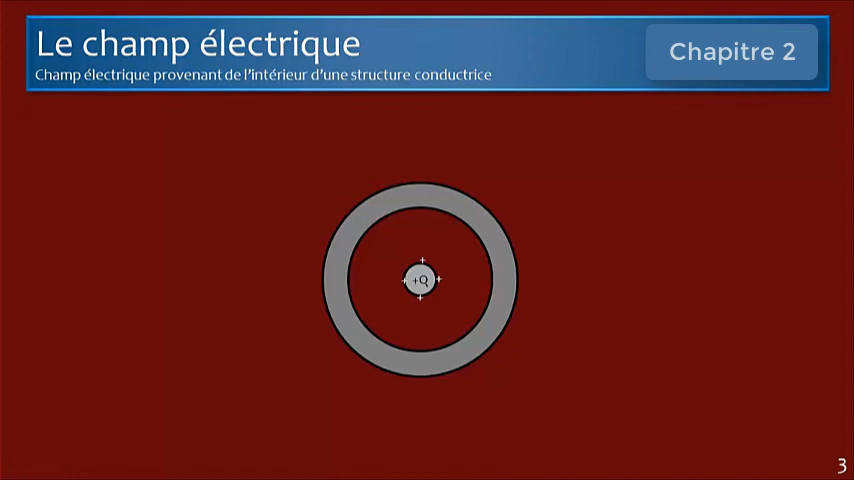 Le champ électrique
Chapitre 2
Champ électrique provenant de l'intérieur d'une structure conductrice
+
+ +Q +
+
3